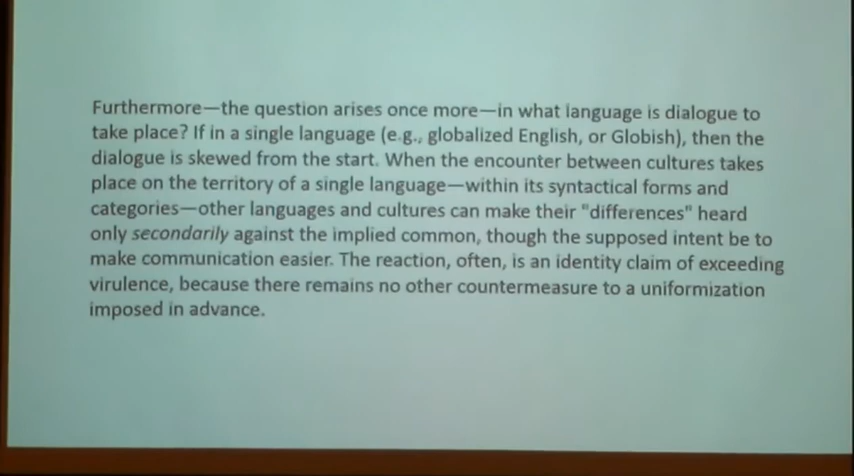 Furthermore—the question arises once more—in what language is dialogue to
take place? If in a single language (e.g., globalized English, or Globish), then the
dialogue is skewed from the start. When the encounter between cultures takes
place on the territory of a single language—within its syntactical forms and
categories—other languages and cultures can make their "differences" heard
only secondarily against the implied common, though the supposed intent be to
make communication easier. The reaction, often, is an identity claim of exceeding
virulence, because there remains no other countermeasure to a uniformization
imposed in advance.